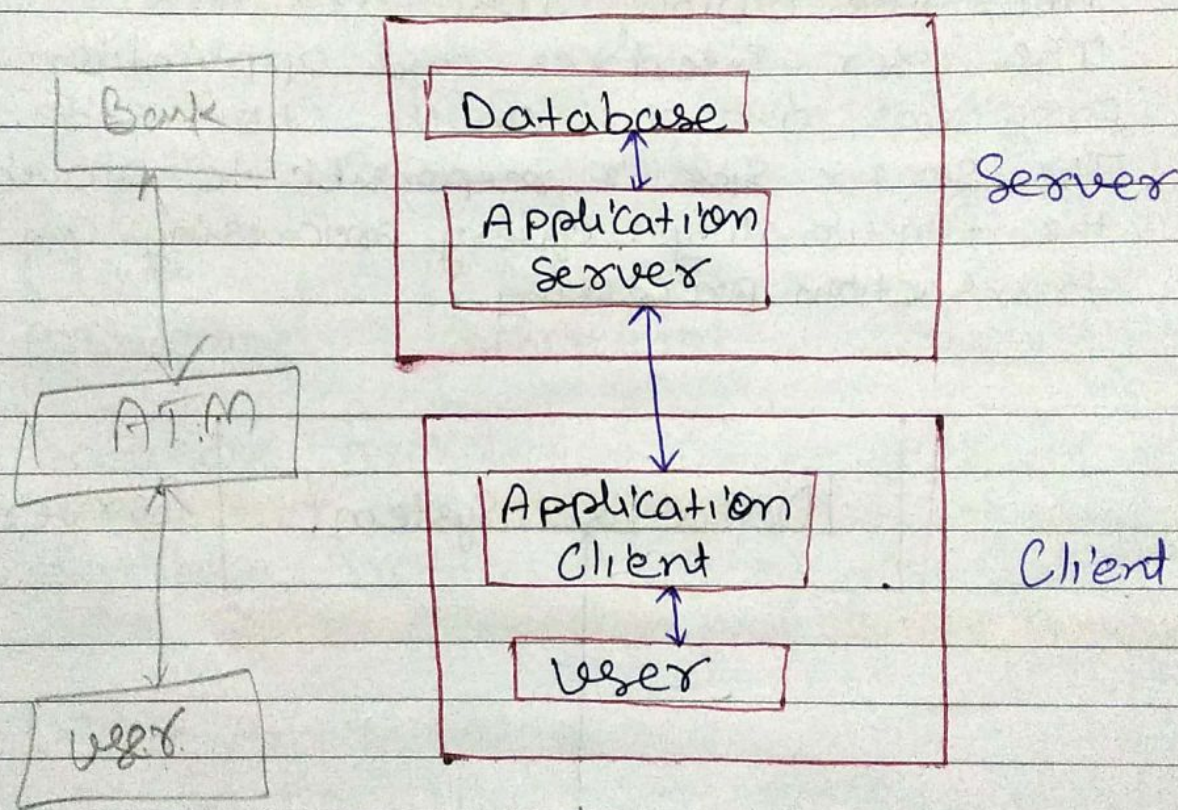 Bank
Database
Server
Application
Server
ATM
Application
Client
Client
User
User